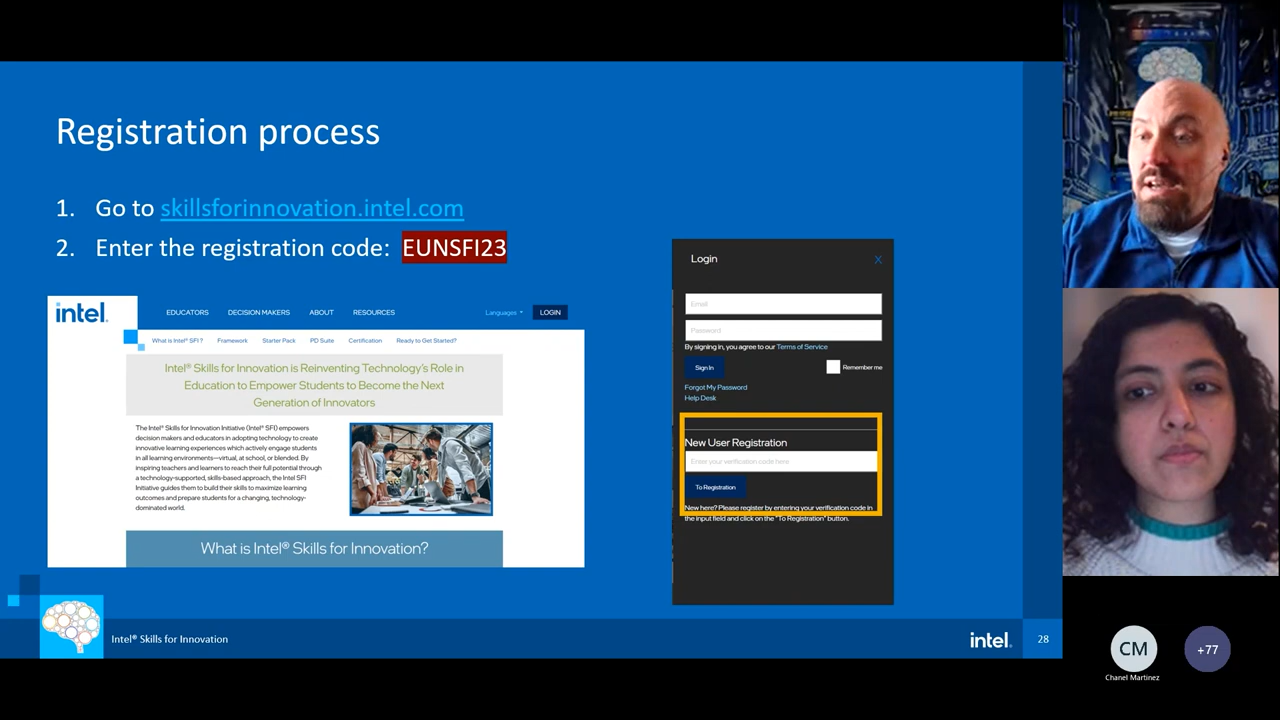 Registration process
1. Go to skillsforinnovation.intel.com
2. Enter the registration code: EUNSFI23
intel.
EDUCATORS DECISION MAKERS ABOUT RESOURCES Languages LOGIN
What is Intel® SFI ? Framework Starter Pack PD Suite Certification Ready to Get Started?
Intel® Skills for Innovation is Reinventing Technology's Role in
Education to Empower Students to Become the Next
Generation of Innovators
The Intel® Skills for Innovation Initiative (Intel® SFI) empowers
decision makers and educators in adopting technology to create
innovative learning experiences which actively engage students
in all learning environments—virtual, at school, or blended. By
inspiring teachers and learners to reach their full potential through
a technology-supported, skills-based approach, the Intel SFI
Initiative guides them to build their skills to maximize learning
outcomes and prepare students for a changing, technology-
dominated world.
What is Intel® Skills for Innovation?
Login X
Email
Password
By signing in, you agree to our Terms of Service
Sign In Remember me
Forgot My Password
Help Desk
New User Registration
Enter your verification code here
To Registration
New here? Please register by entering your verification code in
the input field and click on the "To Registration" button.
Intel® Skills for Innovation
intel.
28
CM
Chanel Martinez
+77